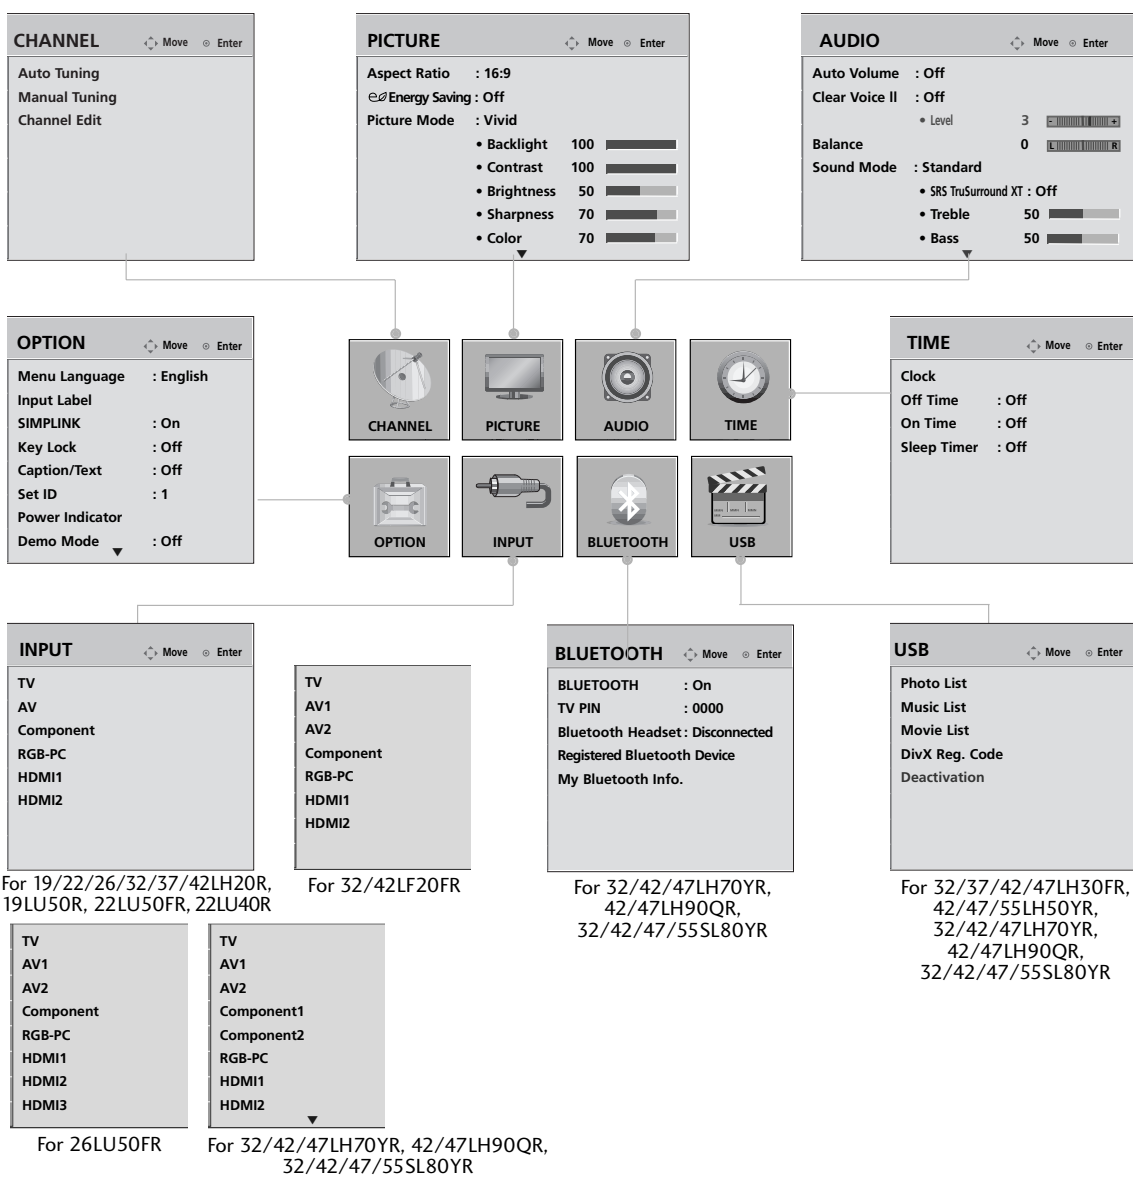 CHANNEL Move Enter
Auto Tuning
Manual Tuning
Channel Edit
PICTURE Move Enter
Aspect Ratio : 16:9
Energy Saving : Off
Picture Mode : Vivid
• Backlight 100
• Contrast 100
• Brightness 50
• Sharpness 70
• Color 70
AUDIO Move Enter
Auto Volume : Off
Clear Voice ll : Off
• Level 3 - +
Balance 0 L R
Sound Mode : Standard
• SRS TruSurround XT : Off
• Treble 50
• Bass 50
OPTION Move Enter
Menu Language : English
Input Label
SIMPLINK : On
Key Lock : Off
Caption/Text : Off
Set ID : 1
Power Indicator
Demo Mode : Off
CHANNEL
PICTURE
AUDIO
TIME
OPTION
INPUT
BLUETOOTH
USB
TIME Move Enter
Clock
Off Time : Off
On Time : Off
Sleep Timer : Off
INPUT Move Enter
TV
AV
Component
RGB-PC
HDMI1
HDMI2
For 19/22/26/32/37/42LH20R,
19LU50R, 22LU50FR, 22LU40R
TV
AV1
AV2
Component
RGB-PC
HDMI1
HDMI2
For 32/42LF20FR
BLUETOOTH Move Enter
BLUETOOTH : On
TV PIN : 0000
Bluetooth Headset : Disconnected
Registered Bluetooth Device
My Bluetooth Info.
For 32/42/47LH70YR,
42/47LH90QR,
32/42/47/55SL80YR
USB Move Enter
Photo List
Music List
Movie List
DivX Reg. Code
Deactivation
For 32/37/42/47LH30FR,
42/47/55LH50YR,
32/42/47LH70YR,
42/47LH90QR,
32/42/47/55SL80YR
TV
AV1
AV2
Component
RGB-PC
HDMI1
HDMI2
HDMI3
For 26LU50FR
TV
AV1
AV2
Component1
Component2
RGB-PC
HDMI1
HDMI2
For 32/42/47LH70YR, 42/47LH90QR,
32/42/47/55SL80YR